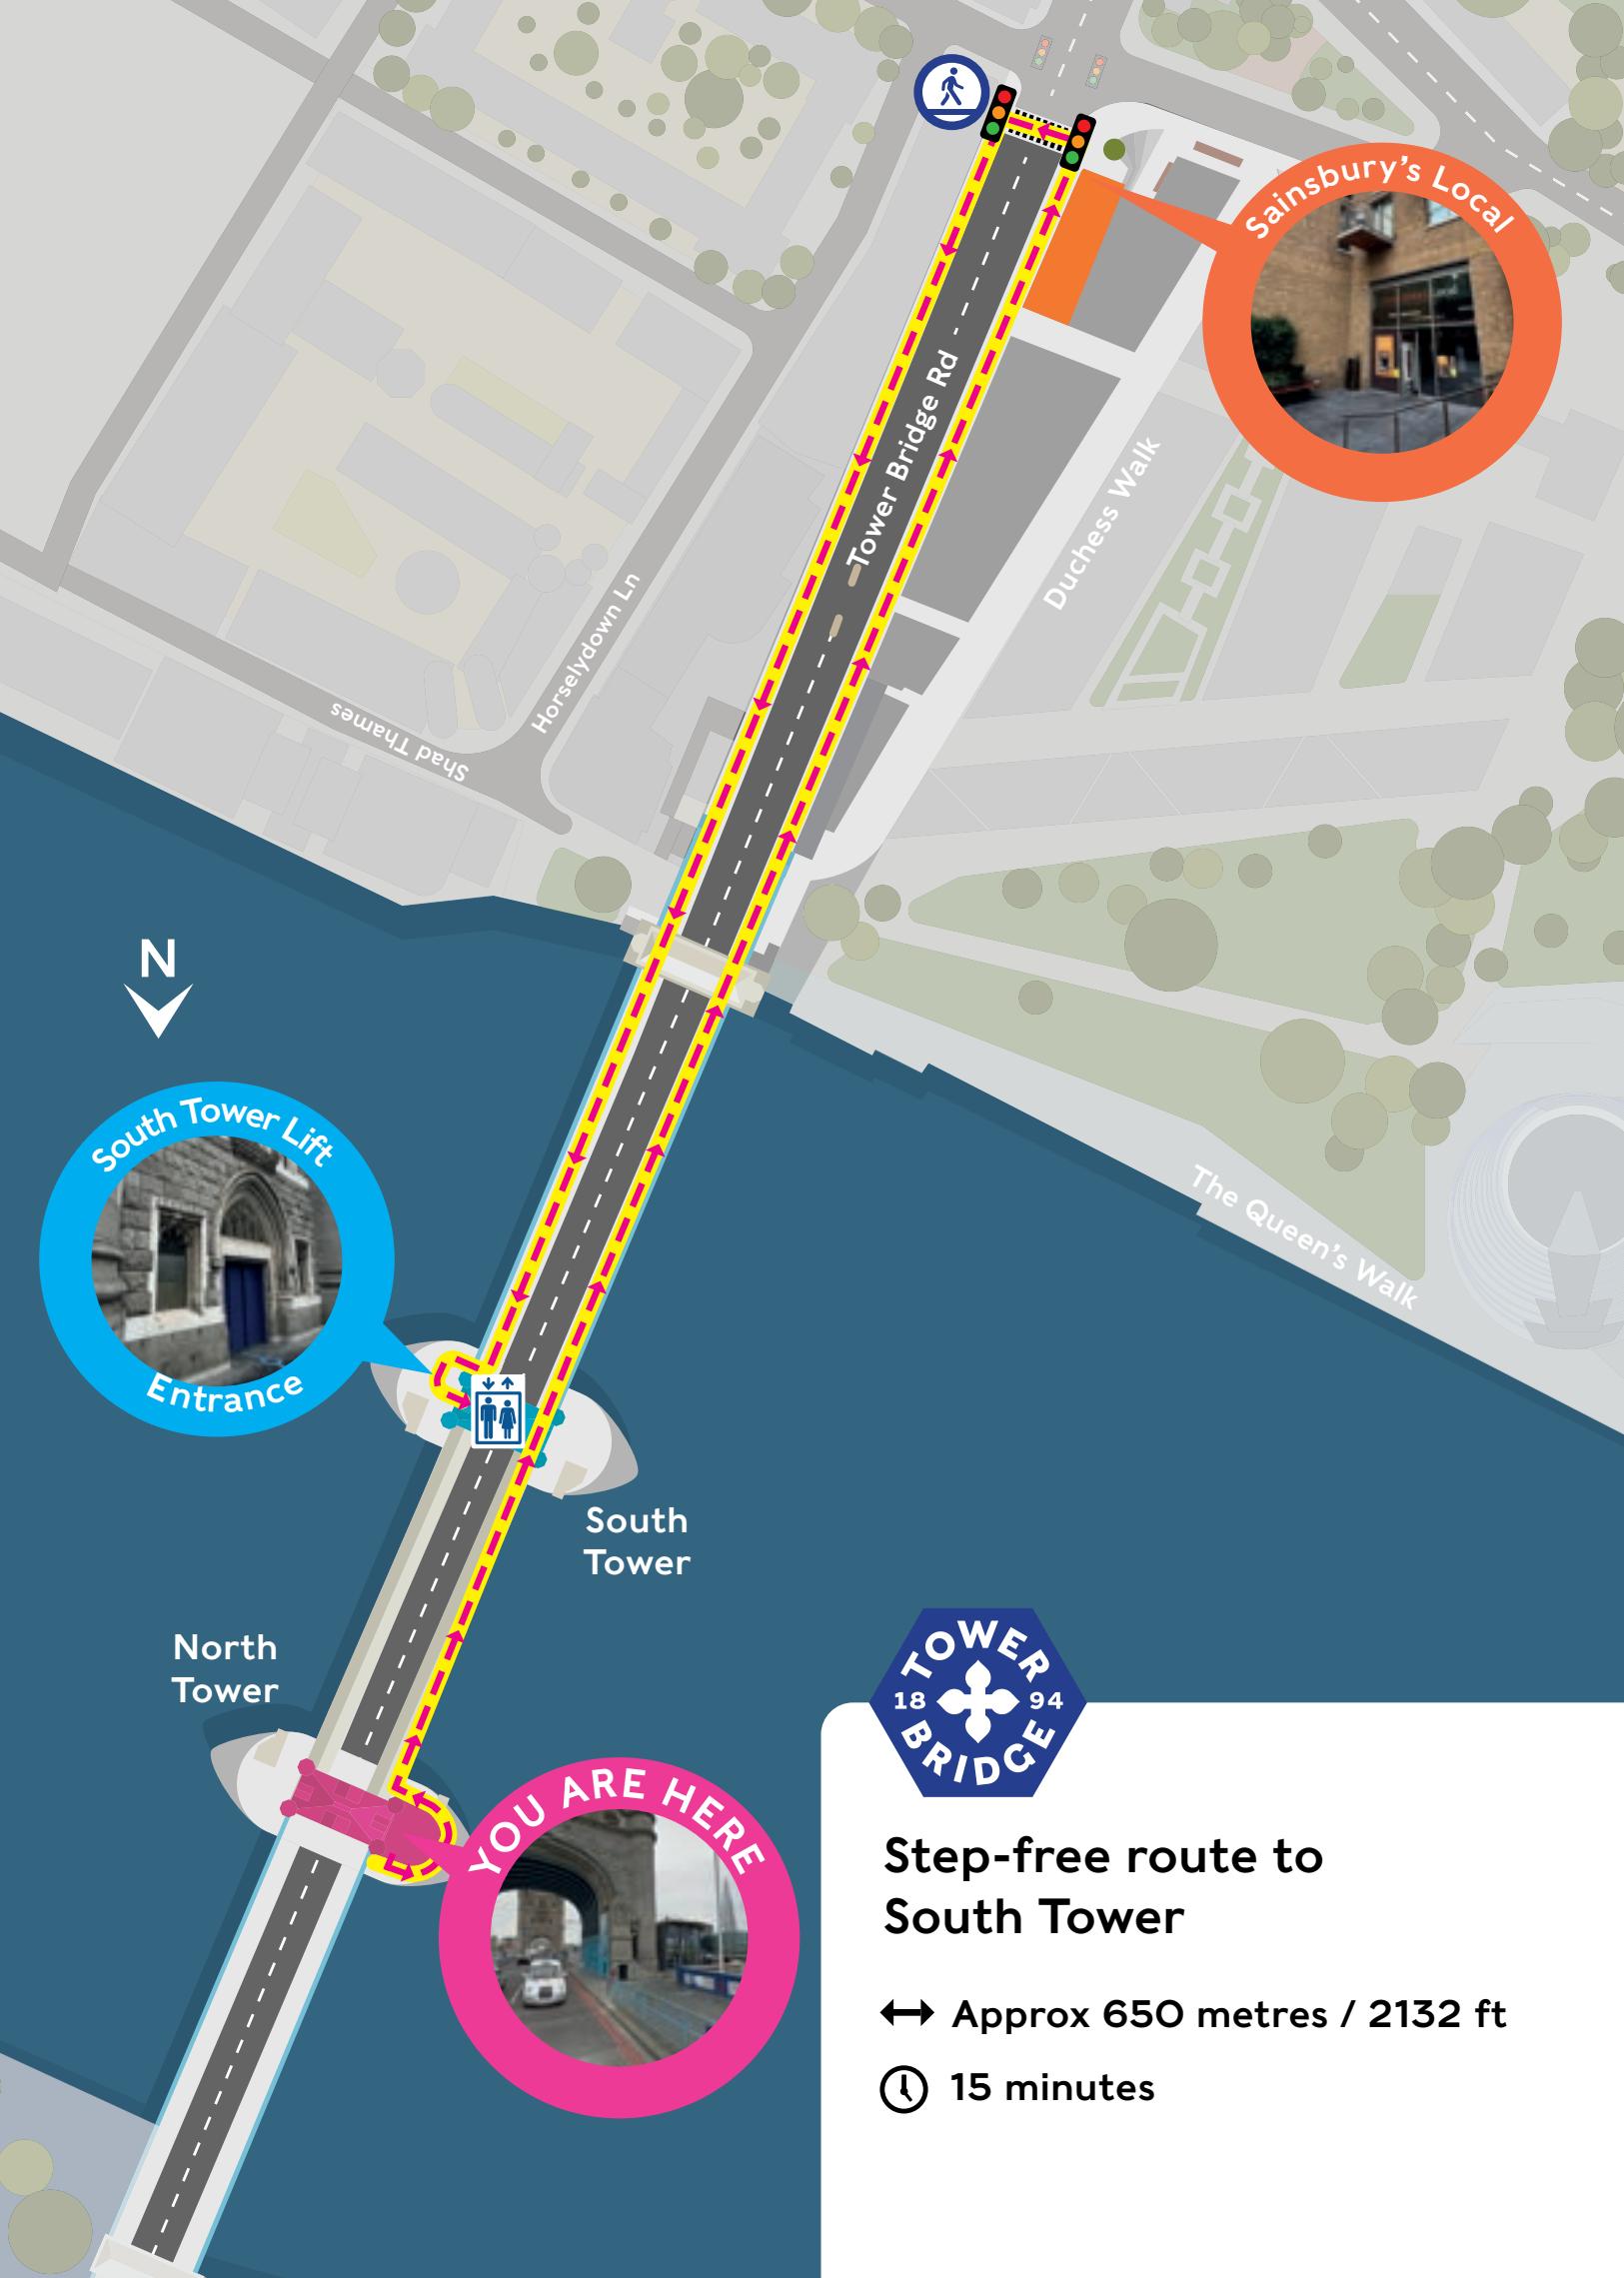 Sainsbury's Local
Tower Bridge Rd
Duchess Walk
Horselydown Ln
Shad Thames
N
South Tower Lift
Entrance
The Queen's Walk
South
Tower
North
Tower
YOU ARE HERE
TOWER
18 94
BRIDGE
Step-free route to
South Tower
Approx 650 metres / 2132 ft
15 minutes